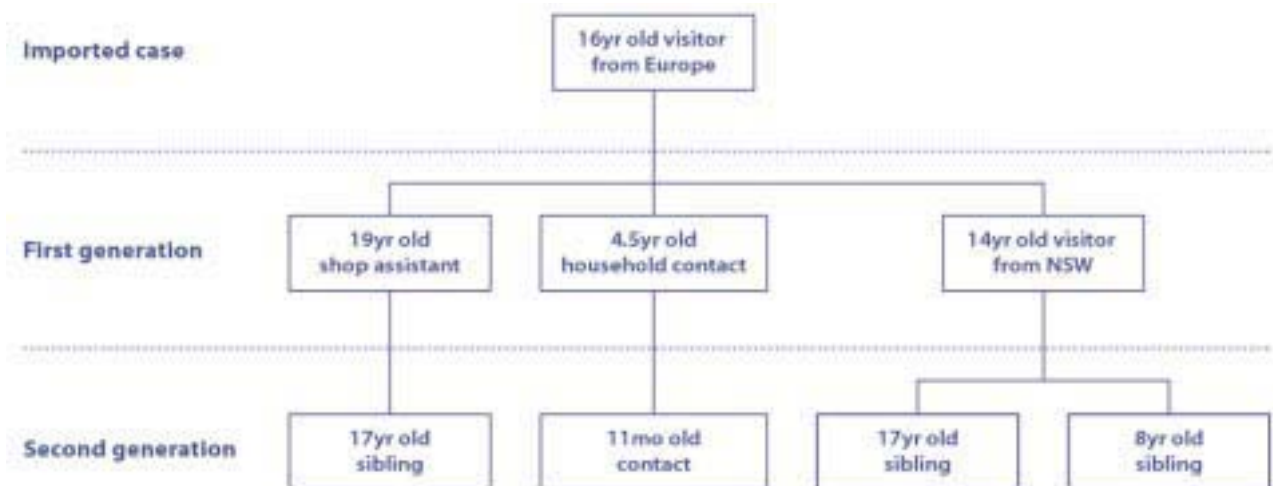 Imported case
16yr old visitor
from Europe
First generation
19yr old
shop assistant
4.5yr old
household contact
14yr old visitor
from NSW
Second generation
17yr old
sibling
11mo old
contact
17yr old
sibling
8yr old
sibling